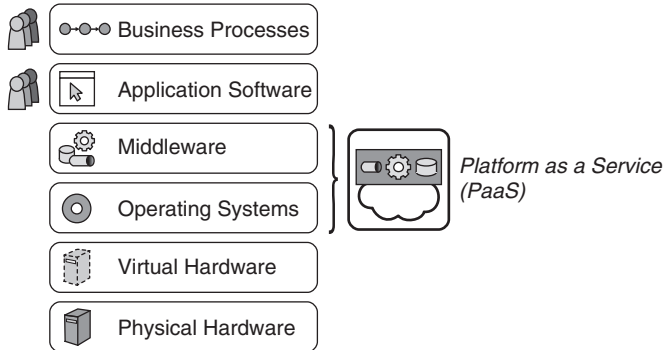 Business Processes
Application Software
Middleware
Platform as a Service
(PaaS)
Operating Systems
Virtual Hardware
Physical Hardware